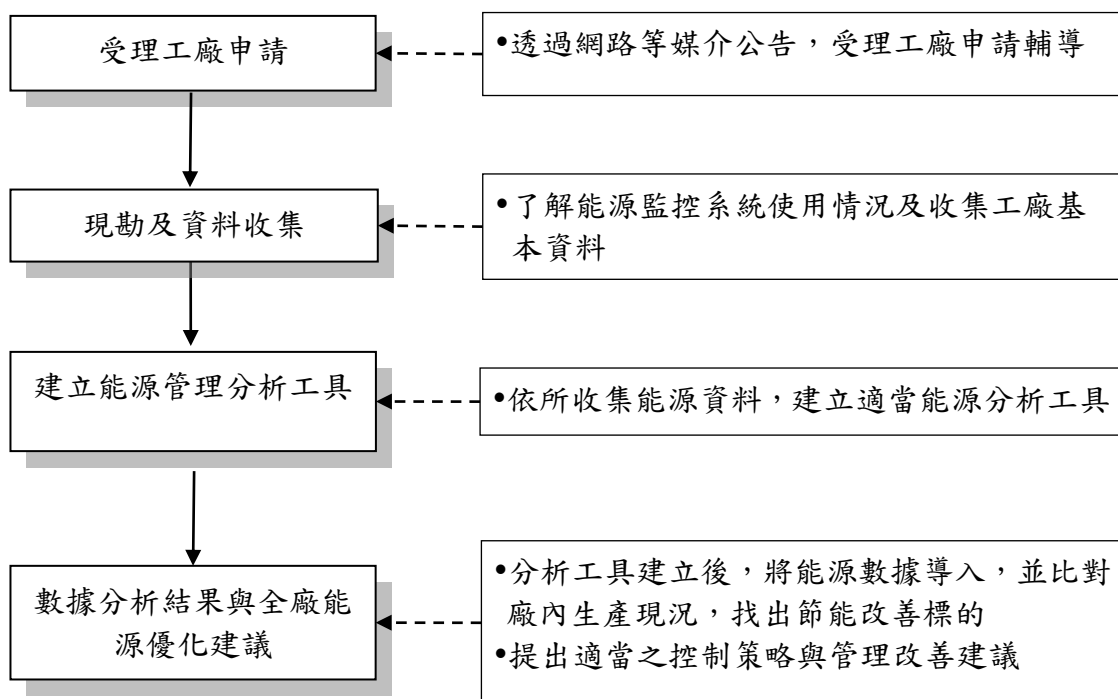 受理工廠申請
•透過網路等媒介公告，受理工廠申請輔導
現勘及資料收集
•了解能源監控系統使用情況及收集工廠基
本資料
建立能源管理分析工具
•依所收集能源資料，建立適當能源分析工具
數據分析結果與全廠能
源優化建議
•分析工具建立後，將能源數據導入，並比對
廠內生產現況，找出節能改善標的
•提出適當之控制策略與管理改善建議